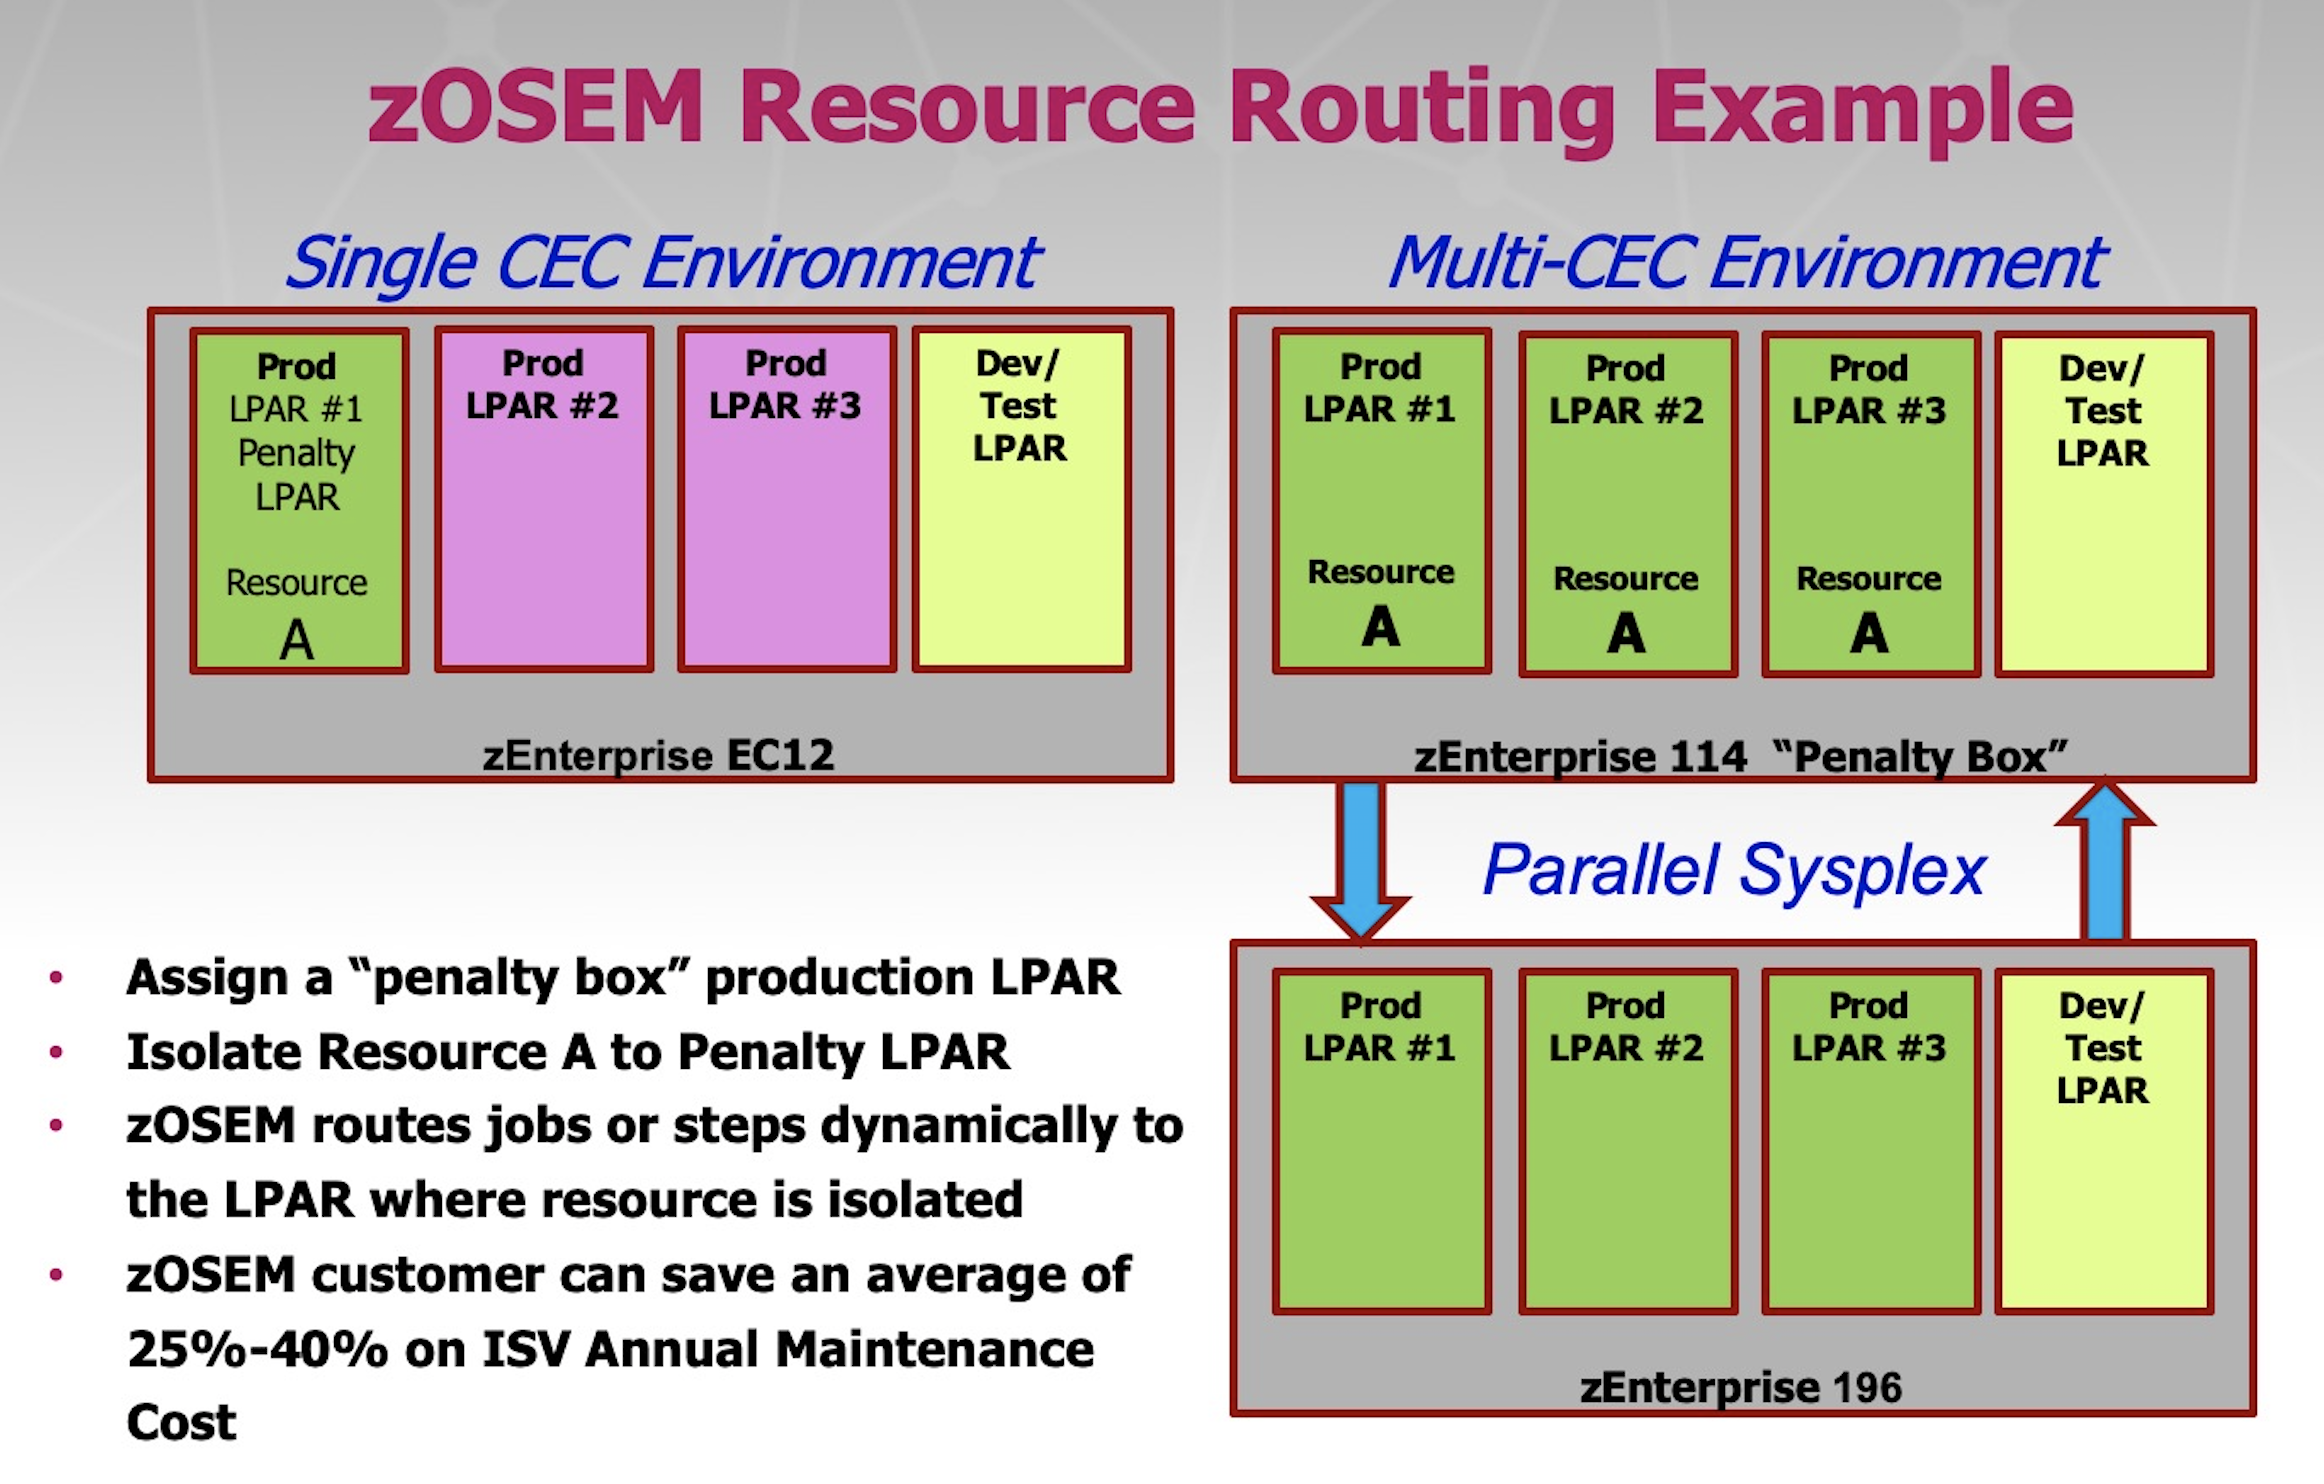 zOSEM Resource Routing Example
Single CEC Environment
Prod
LPAR #1
Penalty
LPAR
Resource
A
Prod
LPAR #2
Prod
LPAR #3
Dev/
Test
LPAR
zEnterprise EC12
Multi-CEC Environment
Prod
LPAR #1
Resource
A
Prod
LPAR #2
Resource
A
Prod
LPAR #3
Resource
A
Dev/
Test
LPAR
zEnterprise 114 “Penalty Box”
Parallel Sysplex
Prod
LPAR #1
Prod
LPAR #2
Prod
LPAR #3
Dev/
Test
LPAR
zEnterprise 196
• Assign a “penalty box” production LPAR
• Isolate Resource A to Penalty LPAR
• zOSEM routes jobs or steps dynamically to
the LPAR where resource is isolated
• zOSEM customer can save an average of
25%-40% on ISV Annual Maintenance
Cost